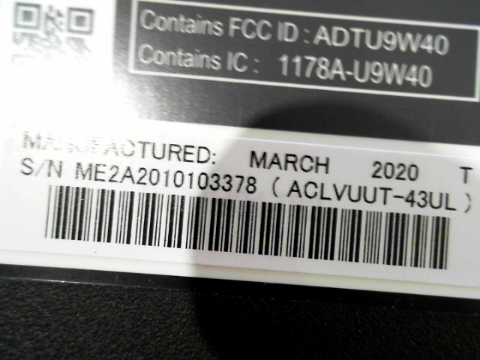 Contains FCC ID : ADTU9W40
Contains IC : 1178A-U9W40
MANUFACTURED: MARCH 2020 T
S/N ME2A2010103378 ( ACLVUUT-43UL )